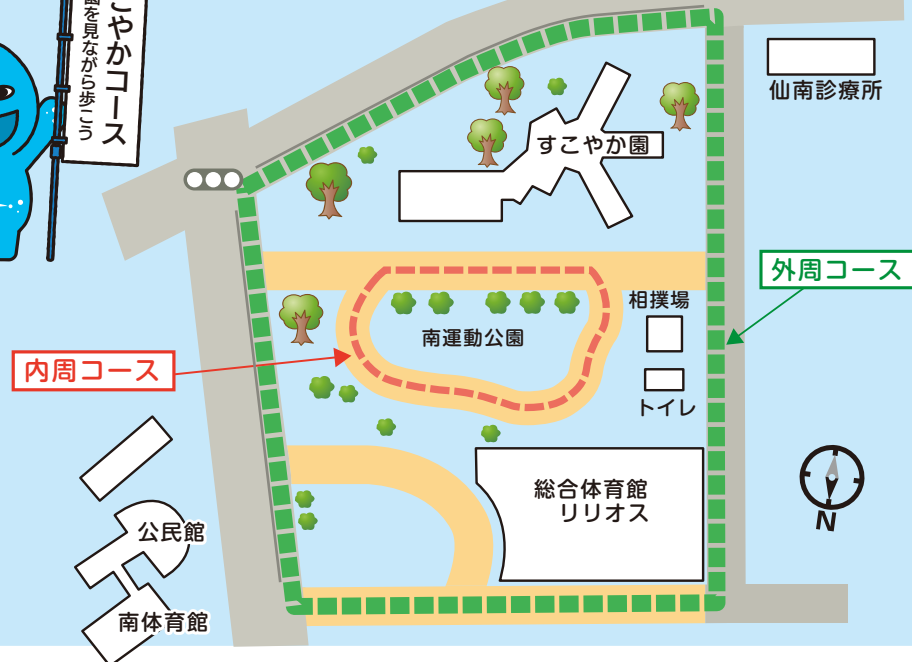 こやかコース
園を見ながら歩こう
仙南診療所
すこやか園
外周コース
相撲場
南運動公園
内周コース
トイレ
総合体育館
リリオス
N
公民館
南体育館